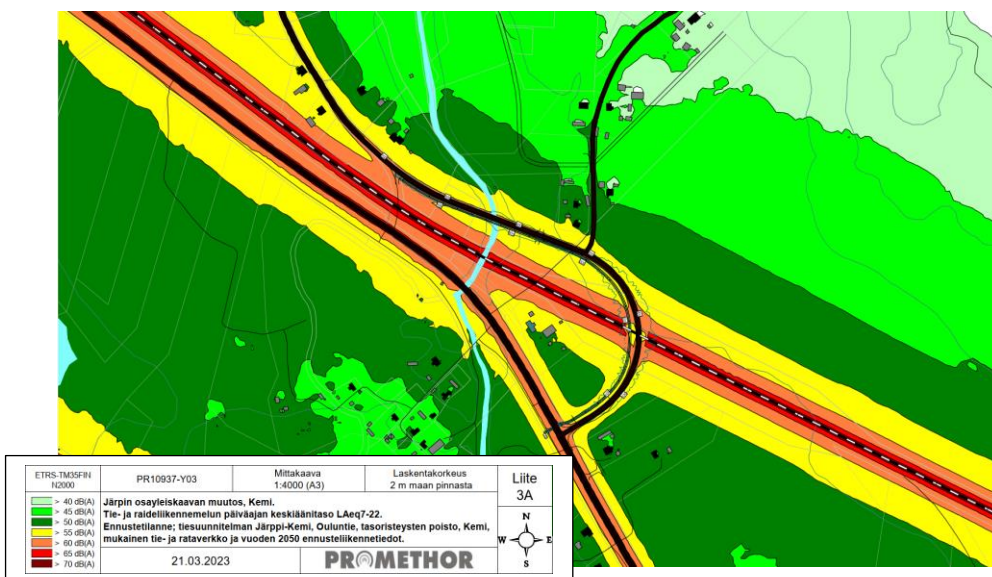 ETRS-TM35FIN
N2000
PR10937-Y03
Mittakaava
1:4000 (A3)
Laskentakorkeus
2 m maan pinnasta
Liite
3A
> 40 dB(A)
> 45 dB(A)
> 50 dB(A)
> 55 dB(A)
> 60 dB(A)
> 65 dB(A)
> 70 dB(A)
Järpin osayleiskaavan muutos, Kemi.
Tie- ja raideliikennemelun päiväajan keskiäänitaso LAeq7-22.
Ennustetilanne; tiesuunnitelman Järppi-Kemi, Ouluntie, tasoristeysten poisto, Kemi,
mukainen tie- ja rataverkko ja vuoden 2050 ennusteliikennetiedot.
21.03.2023
PROMETHOR
N
W E
S